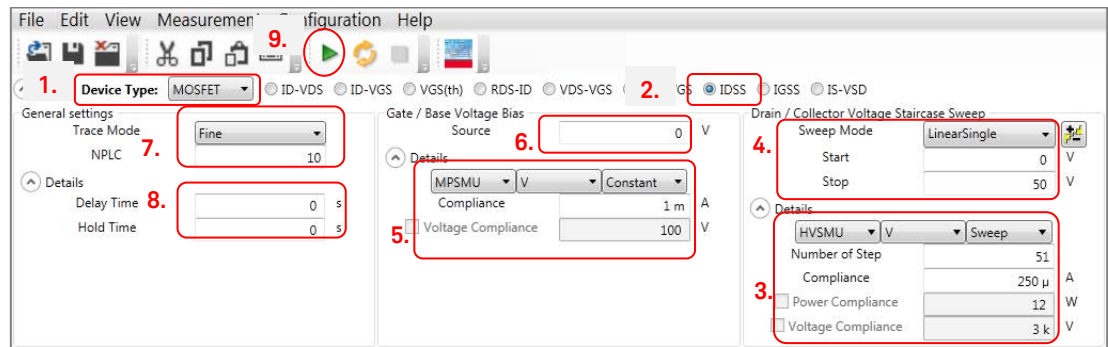 File Edit View Measurement Configuration Help
9.
1. Device Type: MOSFET ID-VDS ID-VGS VGS(th) RDS-ID VDS-VGS 2. GS IDSS IGSS IS-VSD
General settings
Trace Mode Fine
7.
NPLC 10
Details
Delay Time 8. 0 s
Hold Time 0 s
Gate / Base Voltage Bias
Source 0 V
6.
Details
MPSMU V Constant
Compliance 1 m A
5. Voltage Compliance 100 V
Drain / Collector Voltage Staircase Sweep
Sweep Mode LinearSingle
4.
Start 0 V
Stop 50 V
Details
HVSMU V Sweep
Number of Step 51
Compliance 250 µ A
3.
Power Compliance 12 W
Voltage Compliance 3 k V